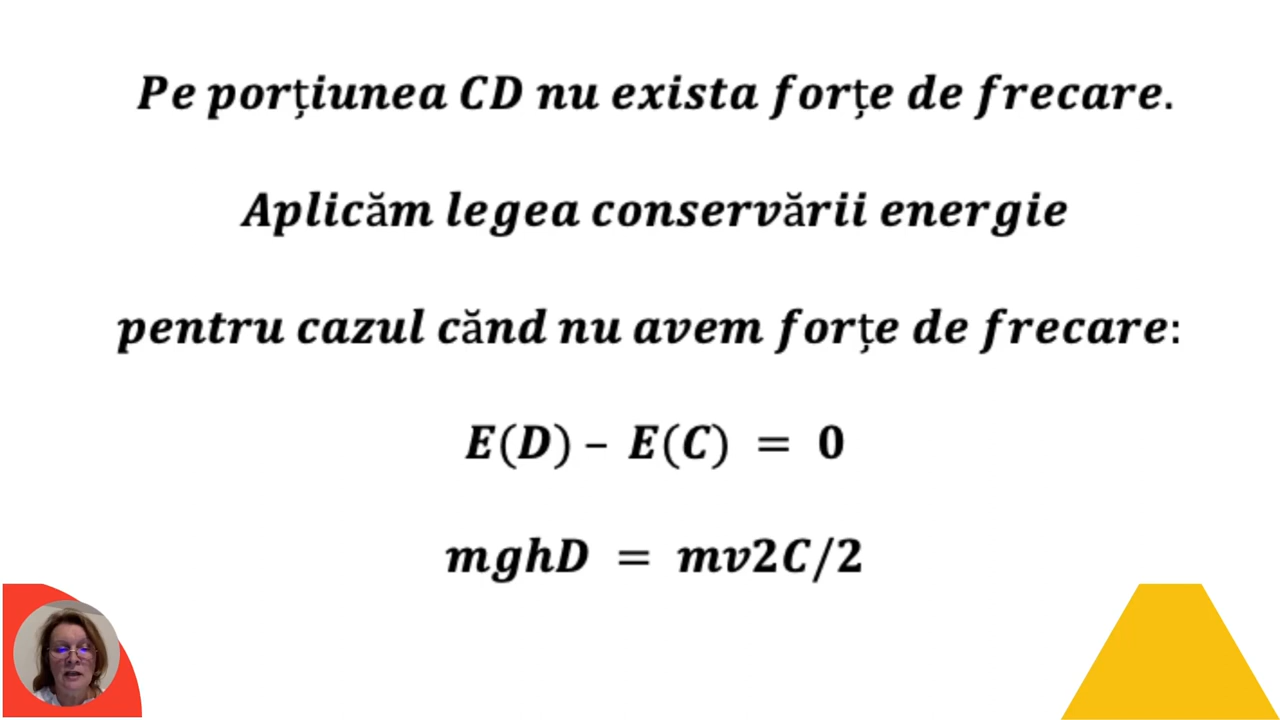 Pe porțiunea CD nu exista forțe de frecare.
Aplicăm legea conservării energie
pentru cazul cănd nu avem forțe de frecare:
E(D) – E(C) = 0
mghD = mv2C/2